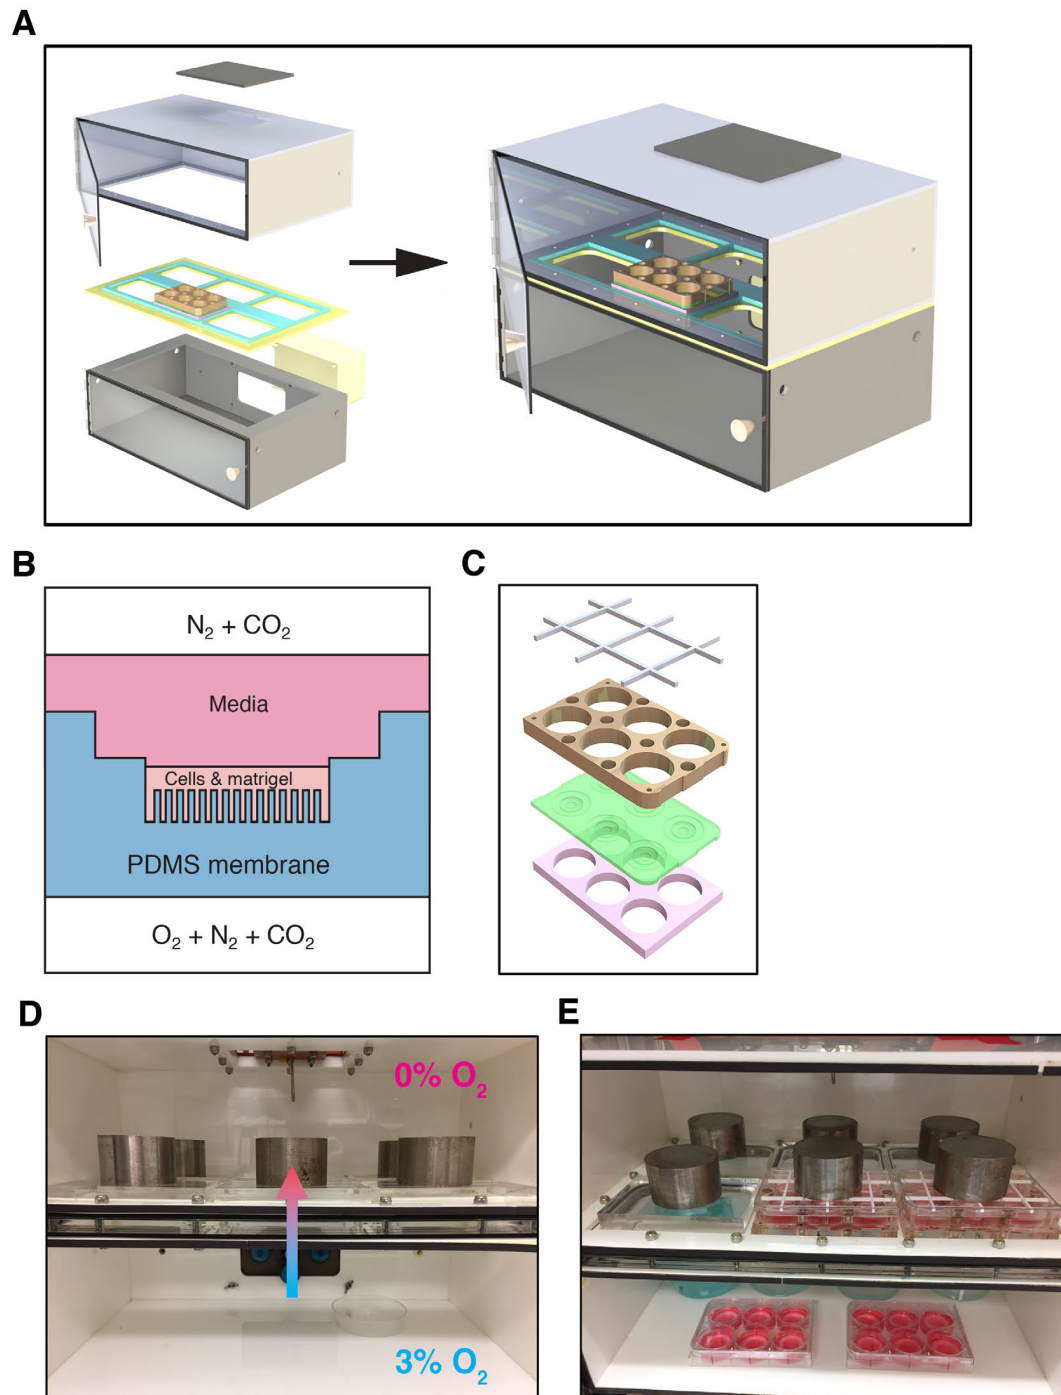 A
B
N₂ + CO₂
Media
Cells & matrigel
PDMS membrane
O₂ + N₂ + CO₂
C
D
0% O₂
3% O₂
E